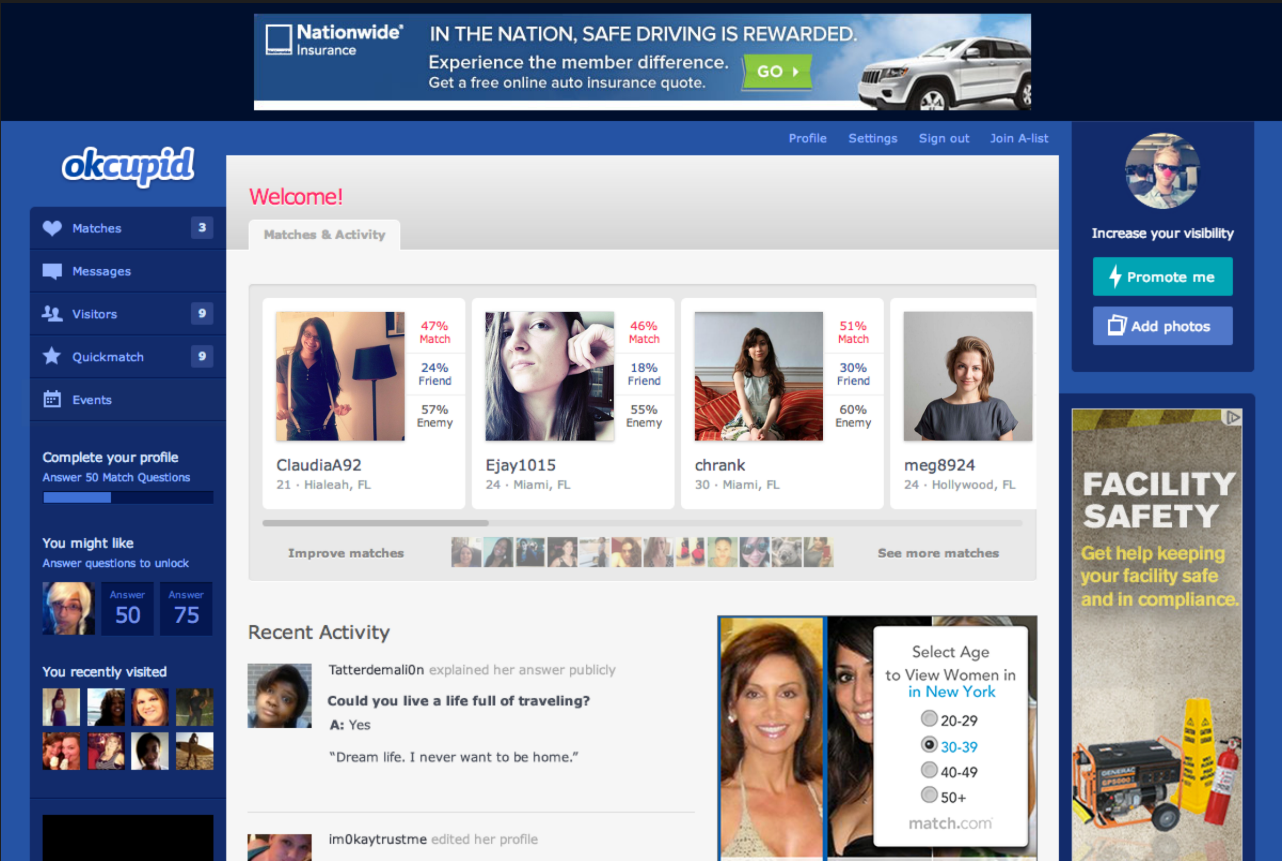 Nationwide®
Insurance
IN THE NATION, SAFE DRIVING IS REWARDED.
Experience the member difference.
Get a free online auto insurance quote.
GO
Profile Settings Sign out Join A-list
okcupid
Matches 3
Messages
Visitors 9
Quickmatch 9
Events
Complete your profile
Answer 50 Match Questions
You might like
Answer questions to unlock
Answer 50
Answer 75
You recently visited
Welcome!
Matches & Activity
47%
Match
24%
Friend
57%
Enemy
ClaudiaA92
21 · Hialeah, FL
46%
Match
18%
Friend
55%
Enemy
Ejay1015
24 · Miami, FL
51%
Match
30%
Friend
60%
Enemy
chrank
30 · Miami, FL
meg8924
24 · Hollywood, FL
Improve matches
See more matches
Recent Activity
Tatterdemali0n explained her answer publicly
Could you live a life full of traveling?
A: Yes
“Dream life. I never want to be home.”
im0kaytrustme edited her profile
Select Age
to View Women in
in New York
20-29
30-39
40-49
50+
match.com
Increase your visibility
Promote me
Add photos
FACILITY
SAFETY
Get help keeping
your facility safe
and in compliance.
GENERAC